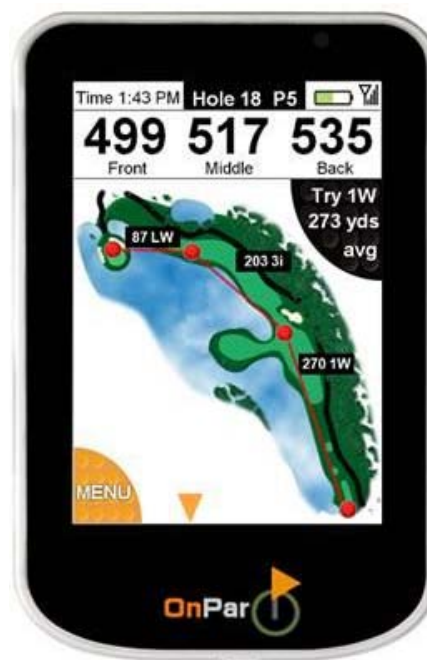 Time 1:43 PM Hole 18 P5
499 517 535
Front Middle Back
Try 1W
273 yds
avg
87 LW
203 3i
270 1W
MENU
OnPar